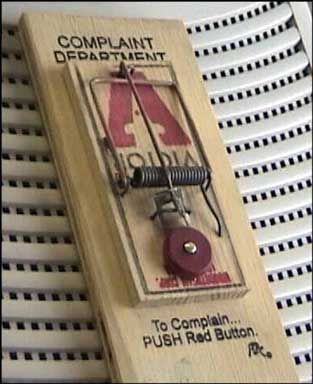 COMPLAINT
DEPARTMENT
A
To Complain...
PUSH Red Button.